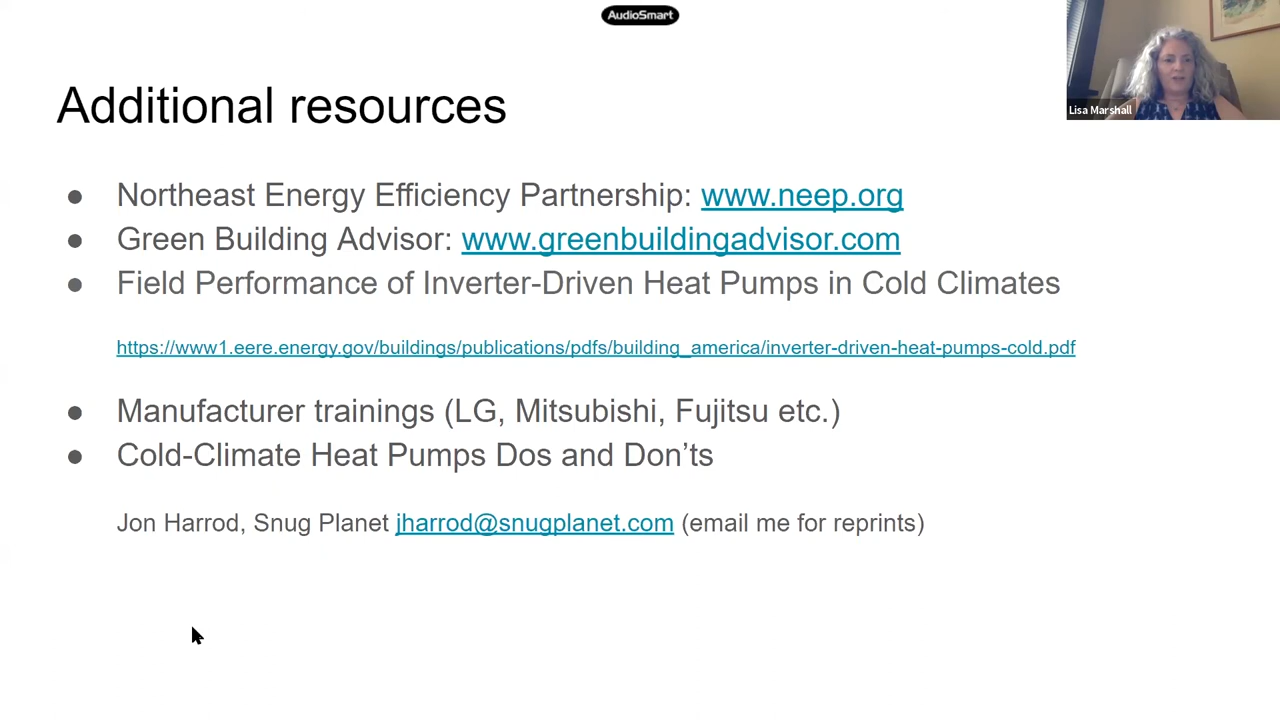 AudioSmart
Lisa Marshall
Additional resources
● Northeast Energy Efficiency Partnership: www.neep.org
● Green Building Advisor: www.greenbuildingadvisor.com
● Field Performance of Inverter-Driven Heat Pumps in Cold Climates
https://www1.eere.energy.gov/buildings/publications/pdfs/building_america/inverter-driven-heat-pumps-cold.pdf
● Manufacturer trainings (LG, Mitsubishi, Fujitsu etc.)
● Cold-Climate Heat Pumps Dos and Don’ts
Jon Harrod, Snug Planet jharrod@snugplanet.com (email me for reprints)